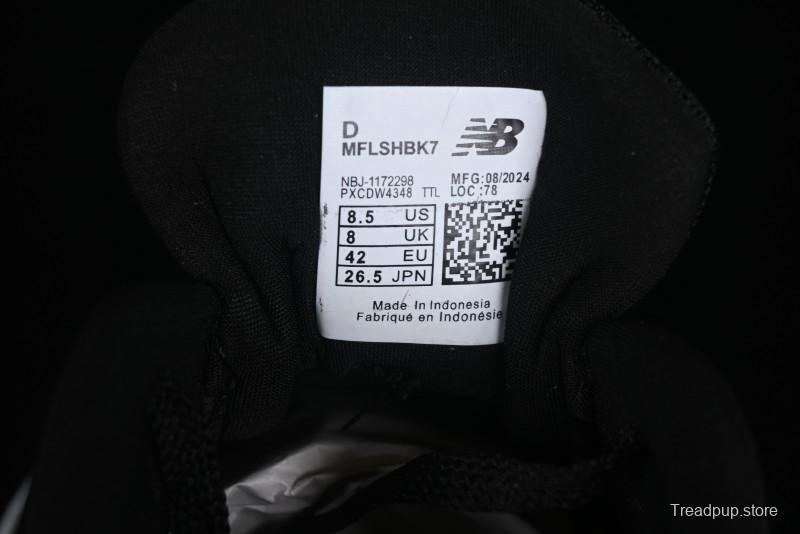 D
MFLSHBK7
NB
NBJ-1172298
PXCDW4348 TTL
MFG:08/2024
LOC :78
8.5 US
8 UK
42 EU
26.5 JPN
Made In Indonesia
Fabriqué en Indonésie
Treadpup.store